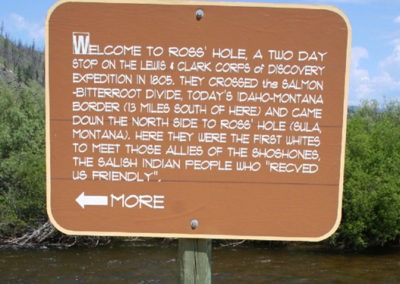 WELCOME TO ROSS' HOLE, A TWO DAY
STOP ON THE LEWIS & CLARK CORPS of DISCOVERY
EXPEDITION IN 1805. THEY CROSSED the SALMON
-BITTERROOT DIVIDE, TODAY'S IDAHO-MONTANA
BORDER (13 MILES SOUTH OF HERE) AND CAME
DOWN THE NORTH SIDE TO ROSS' HOLE (SULA,
MONTANA). HERE THEY WERE THE FIRST WHITES
TO MEET THOSE ALLIES OF THE SHOSHONES,
THE SALISH INDIAN PEOPLE WHO "RECVED
US FRIENDLY".
MORE